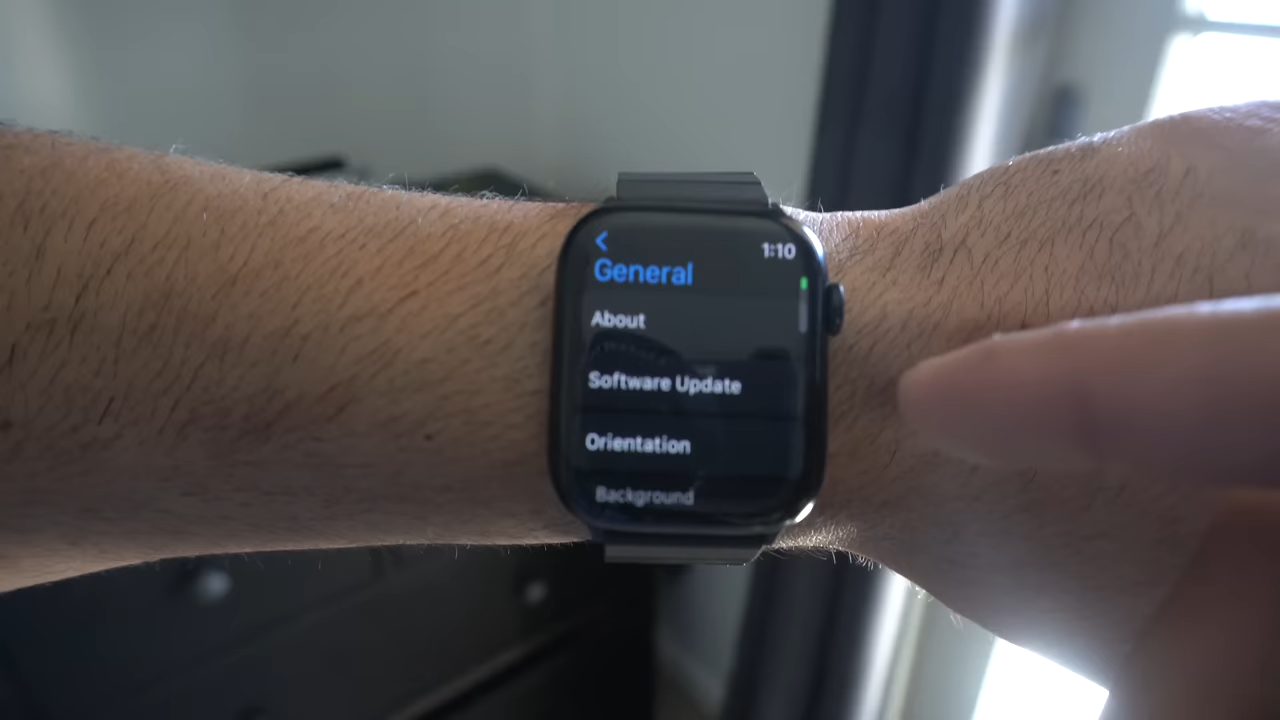 1:10
General
About
Software Update
Orientation
Background